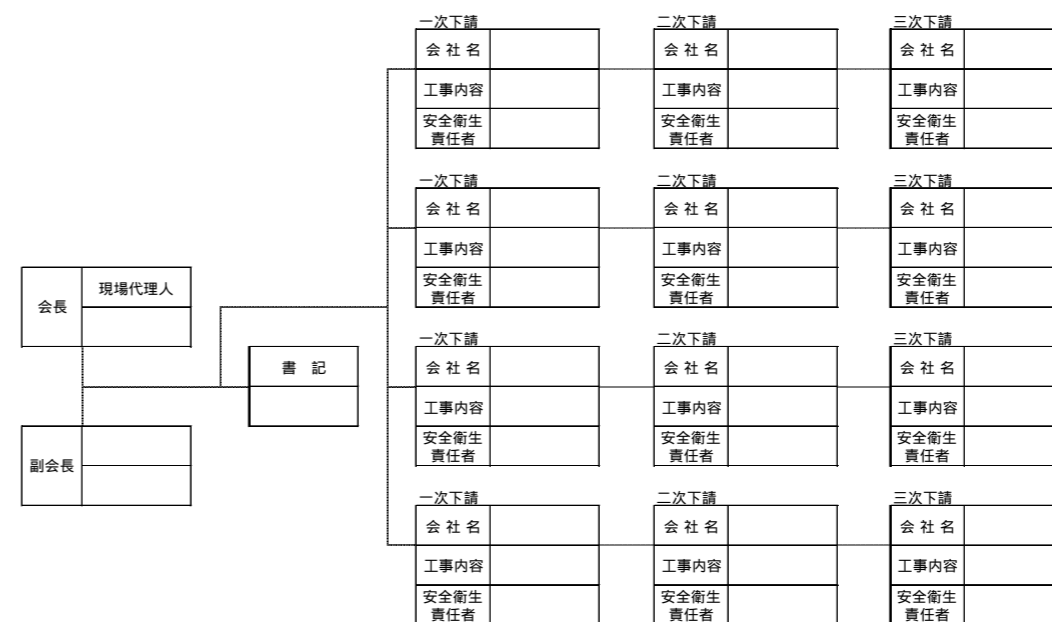 一次下請 二次下請 三次下請
会社名 会社名 会社名
工事内容 工事内容 工事内容
安全衛生 安全衛生 安全衛生
責任者 責任者 責任者
一次下請 二次下請 三次下請
会社名 会社名 会社名
工事内容 工事内容 工事内容
安全衛生 安全衛生 安全衛生
責任者 責任者 責任者
現場代理人
会長
一次下請 二次下請 三次下請
書 記
会社名 会社名 会社名
工事内容 工事内容 工事内容
安全衛生 安全衛生 安全衛生
責任者 責任者 責任者
副会長
一次下請 二次下請 三次下請
会社名 会社名 会社名
工事内容 工事内容 工事内容
安全衛生 安全衛生 安全衛生
責任者 責任者 責任者